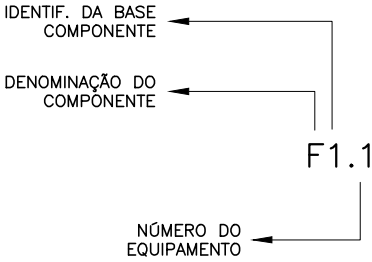 IDENTIF. DA BASE
COMPONENTE
DENOMINAÇÃO DO
COMPONENTE
F1.1
NÚMERO DO
EQUIPAMENTO